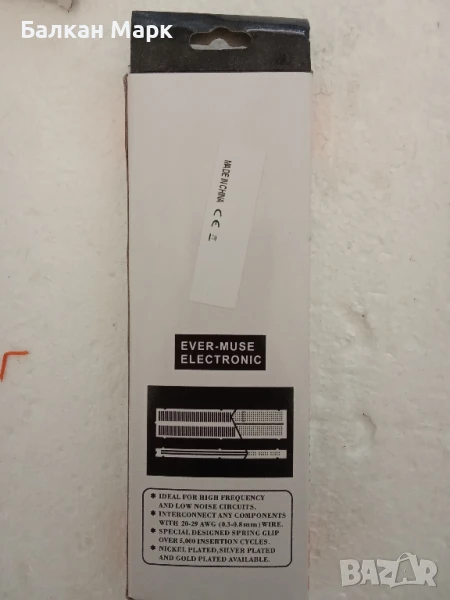 Балкан Марк
MADE IN CHINA
CE
EVER-MUSE
ELECTRONIC
IDEAL FOR HIGH FREQUENCY
AND LOW NOISE CIRCUITS.
INTERCONNECT ANY COMPONENTS
WITH 20-29 AWG (0.3-0.8mm) WIRE.
SPECIAL DESIGNED SPRING CLIP
OVER 5,000 INSERTION CYCLES.
NICKEL PLATED, SILVER PLATED
AND GOLD PLATED AVAILABLE.
BAZAR